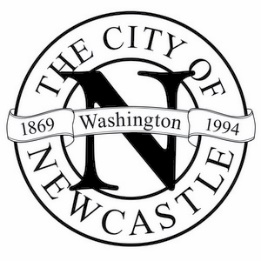 THE CITY OF
N
1869 Washington 1994
NEWCASTLE